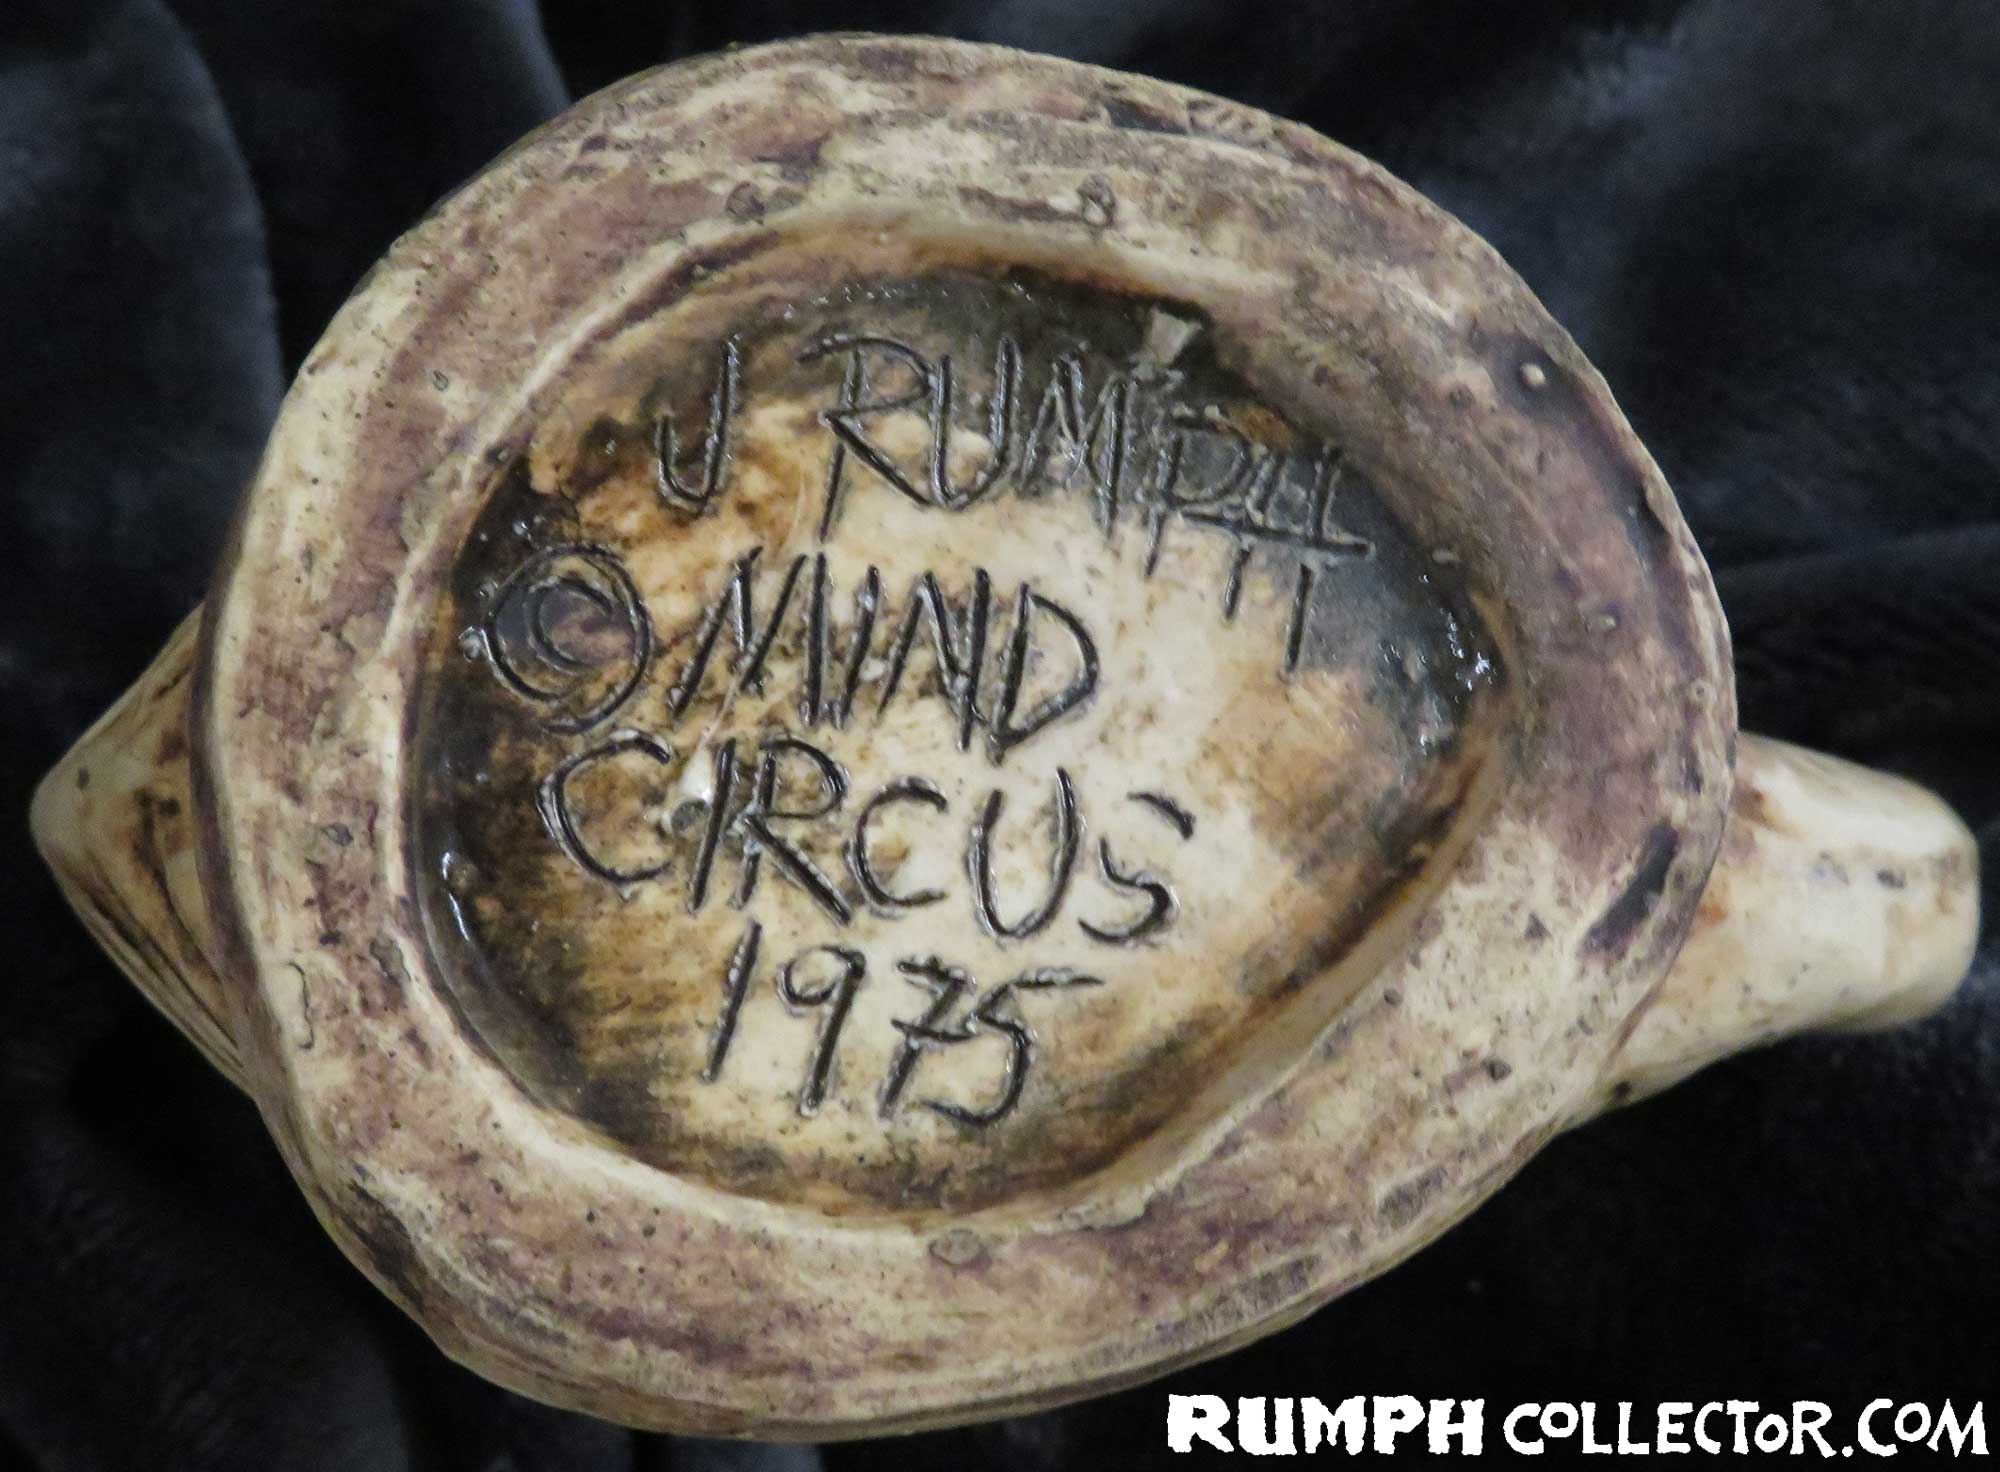 J RUMPH
© MIND
CIRCUS
1975
RUMPH COLLECTOR.COM